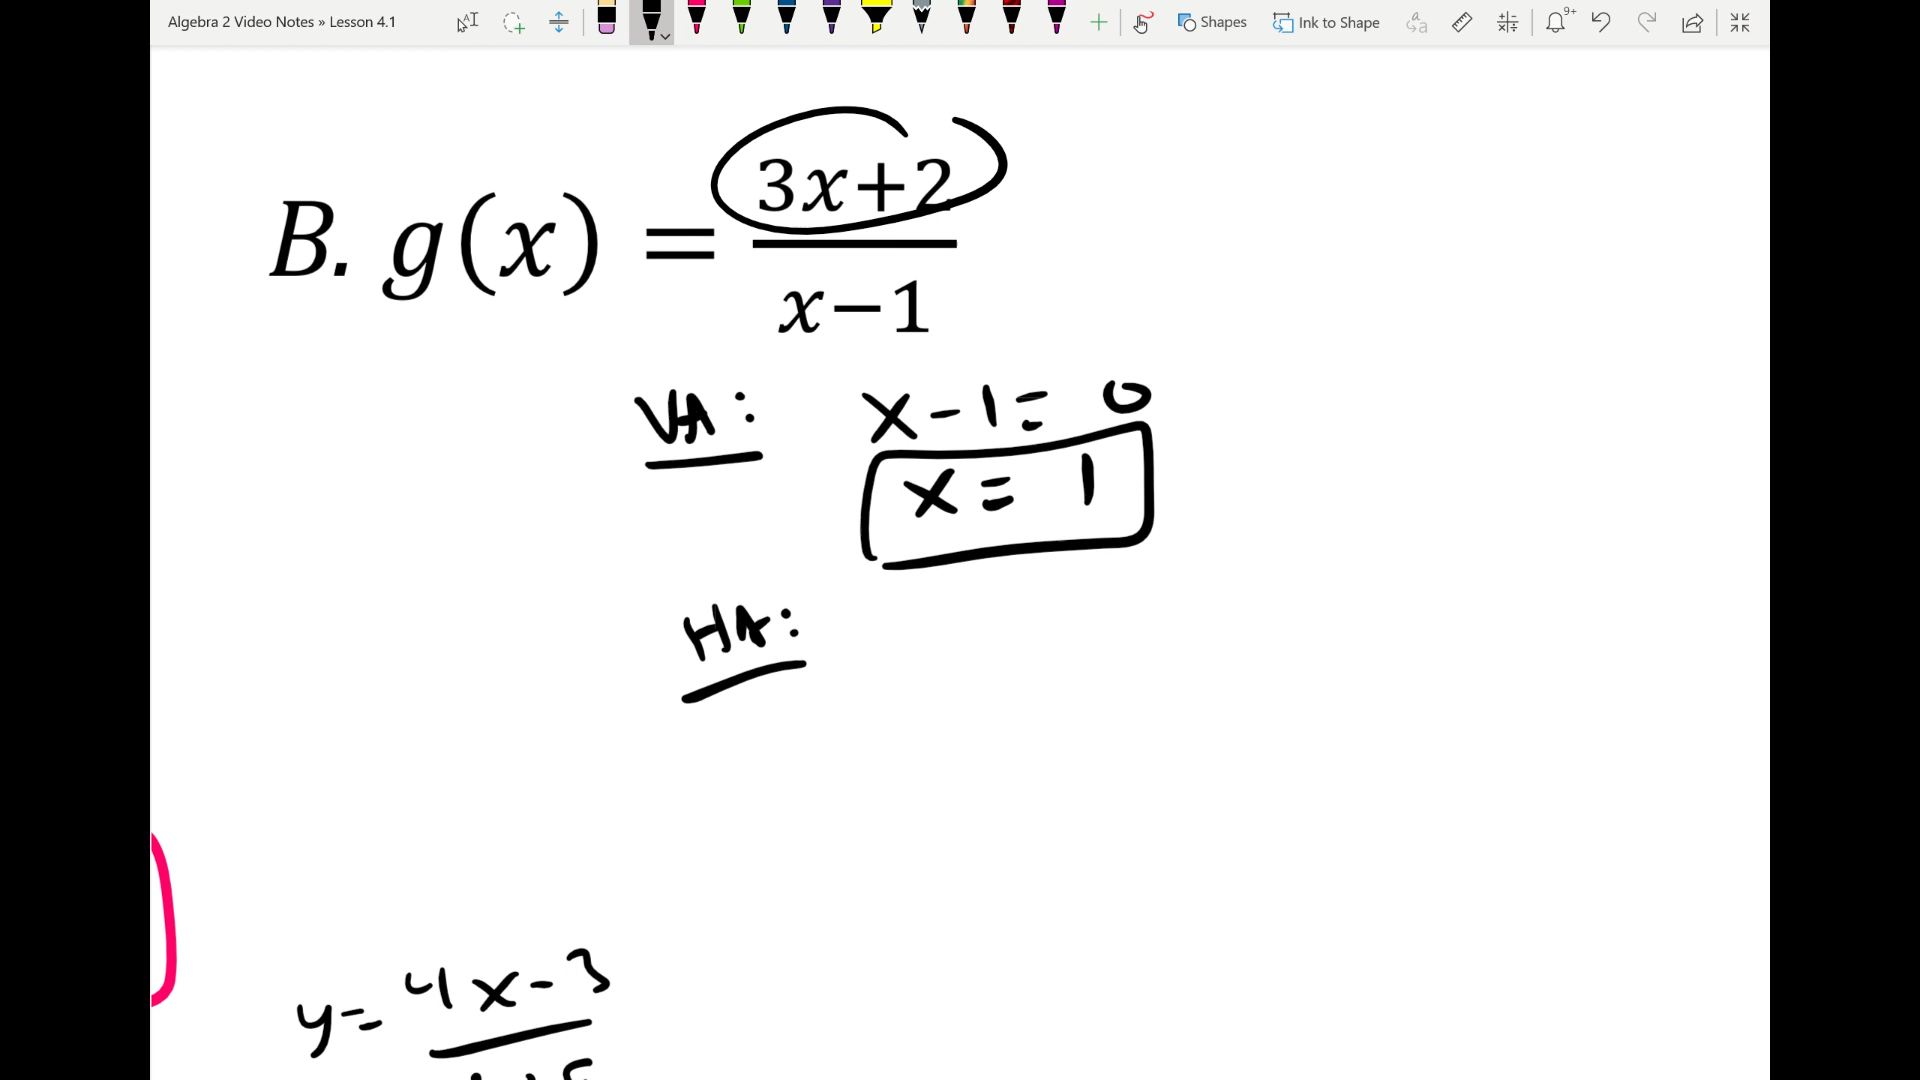 Algebra 2 Video Notes » Lesson 4.1
Shapes
Ink to Shape
9+
B. g(x) = 3x+2
x−1
VA: x-1= 0
x= 1
HA:
y= 4x-3